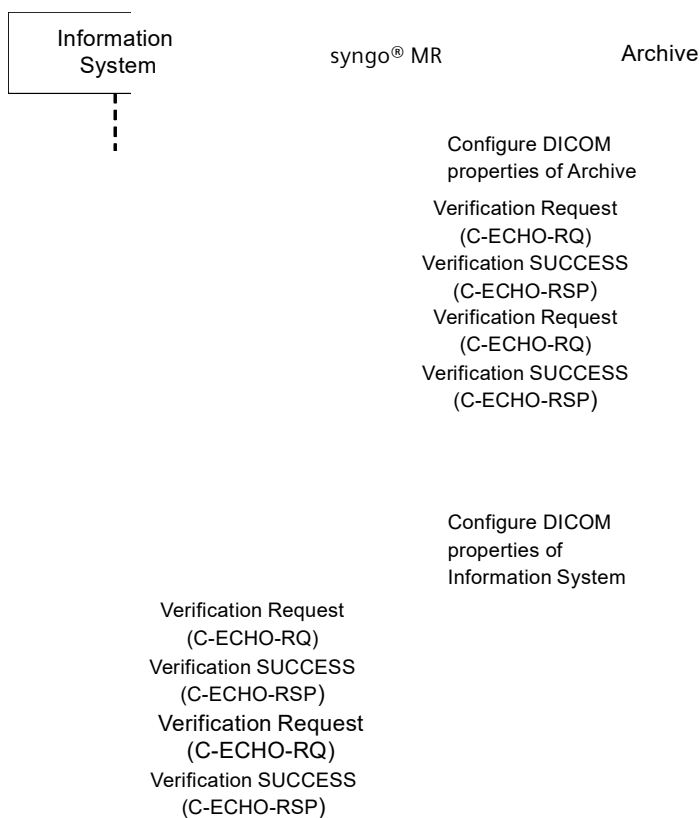 Information
System
syngo® MR
Archive
Configure DICOM
properties of Archive
Verification Request
(C-ECHO-RQ)
Verification SUCCESS
(C-ECHO-RSP)
Verification Request
(C-ECHO-RQ)
Verification SUCCESS
(C-ECHO-RSP)
Configure DICOM
properties of
Information System
Verification Request
(C-ECHO-RQ)
Verification SUCCESS
(C-ECHO-RSP)
Verification Request
(C-ECHO-RQ)
Verification SUCCESS
(C-ECHO-RSP)